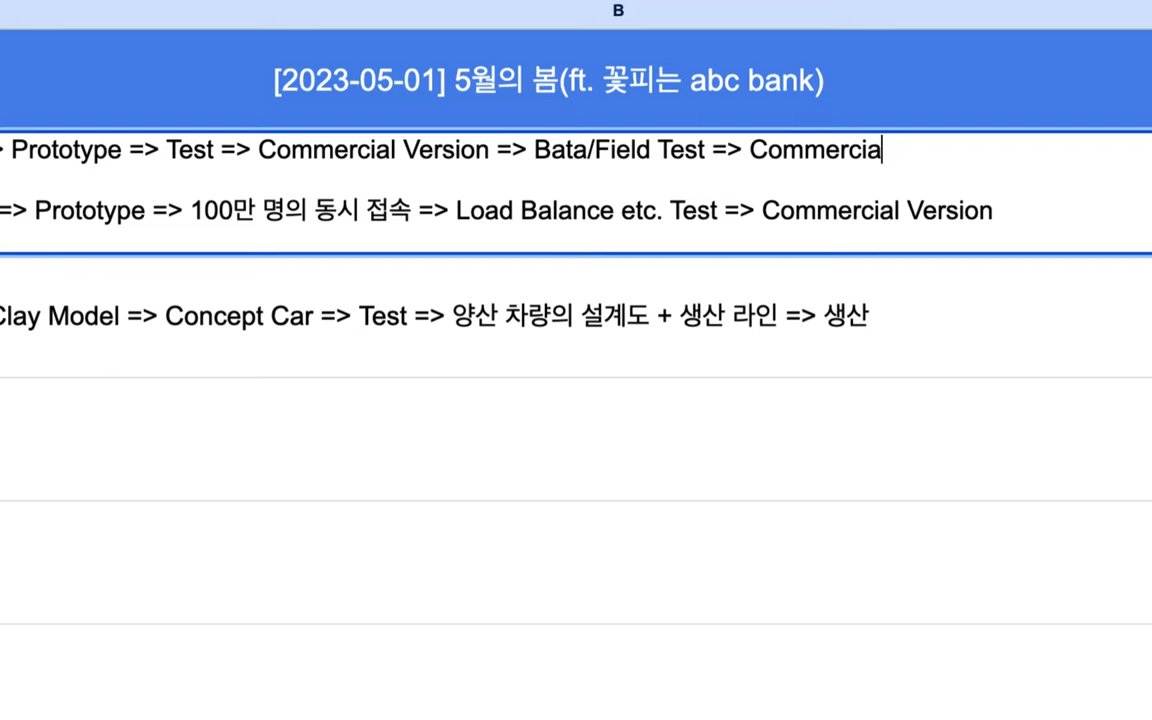 B
[2023-05-01] 5월의 봄(ft. 꽃피는 abc bank)
Prototype => Test => Commercial Version => Bata/Field Test => Commercia
=> Prototype => 100만 명의 동시 접속 => Load Balance etc. Test => Commercial Version
Clay Model => Concept Car => Test => 양산 차량의 설계도 + 생산 라인 => 생산